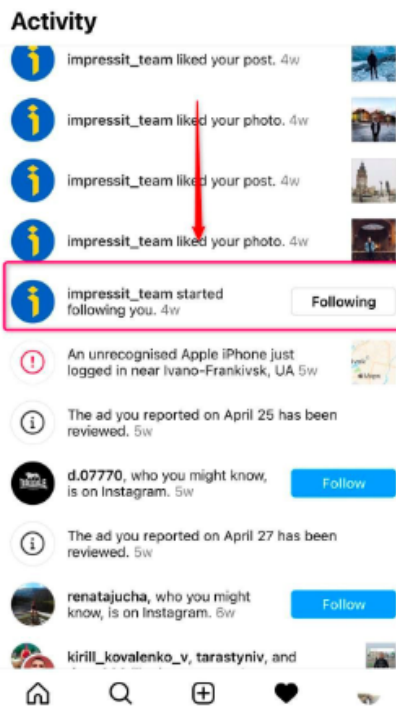 Activity
impressit_team liked your post. 4w
impressit_team liked your photo. 4w
impressit_team liked your post. 4w
impressit_team liked your photo. 4w
impressit_team started
following you. 4w
Following
An unrecognised Apple iPhone just
logged in near Ivano-Frankivsk, UA 5w
The ad you reported on April 25 has been
reviewed. 5w
d.07770, who you might know,
is on Instagram. 5w
Follow
The ad you reported on April 27 has been
reviewed. 5w
renatajucha, who you might
know, is on Instagram. 6w
Follow
kirill_kovalenko_v, tarastyniv, and